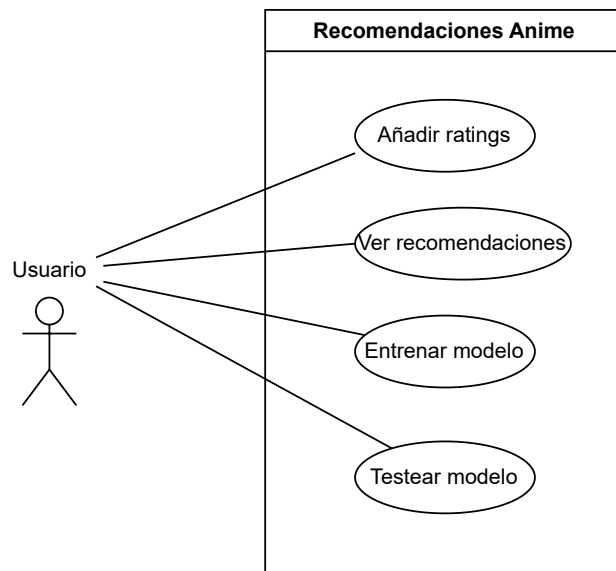 Recomendaciones Anime
Añadir ratings
Ver recomendaciones
Usuario
Entrenar modelo
Testear modelo